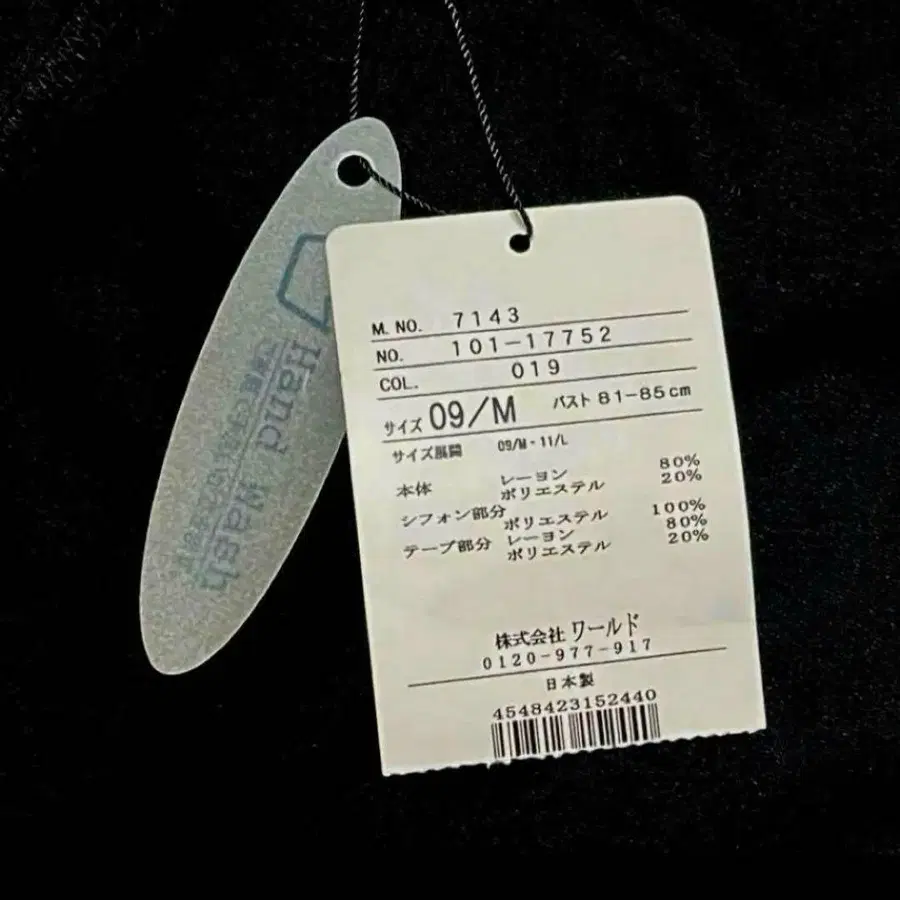 M. NO. 7143
NO. 101-17752
COL. 019
サイズ 09/M バスト 81-85cm
サイズ展開 09/M・11/L
本体 レーヨン 80%
ポリエステル 20%
シフォン部分 ポリエステル 100%
テープ部分 レーヨン 80%
ポリエステル 20%
株式会社 ワールド
0120-977-917
日本製
4548423152440
Hand Wash